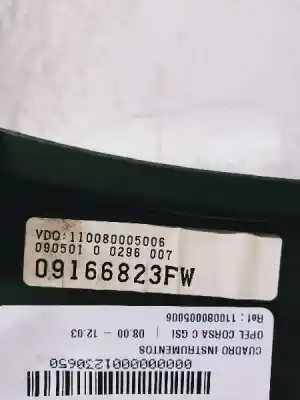 VDO:110080005006
090501 0 0296 007
09166823FW
0000000001230650
CUADRO INSTRUMENTOS
OPEL CORSA C GSI | 08.00 - 12.03
Ref.: 110080005006